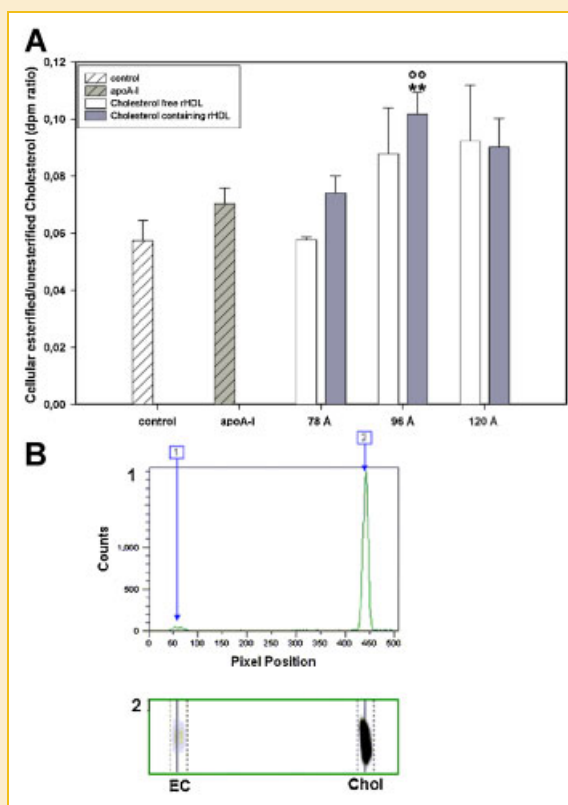 A
Cellular esterified/unesterified Cholesterol (dpm ratio)
0,12
0,10
0,08
0,06
0,04
0,02
0,00
control
apoA-I
Cholesterol free rHDL
Cholesterol containing rHDL
°°
**
control apoA-I 78 Å 96 Å 120 Å
B
1 2
1
Counts
1,000
500
0
0 50 100 150 200 250 300 350 400 450 500
Pixel Position
2
EC Chol